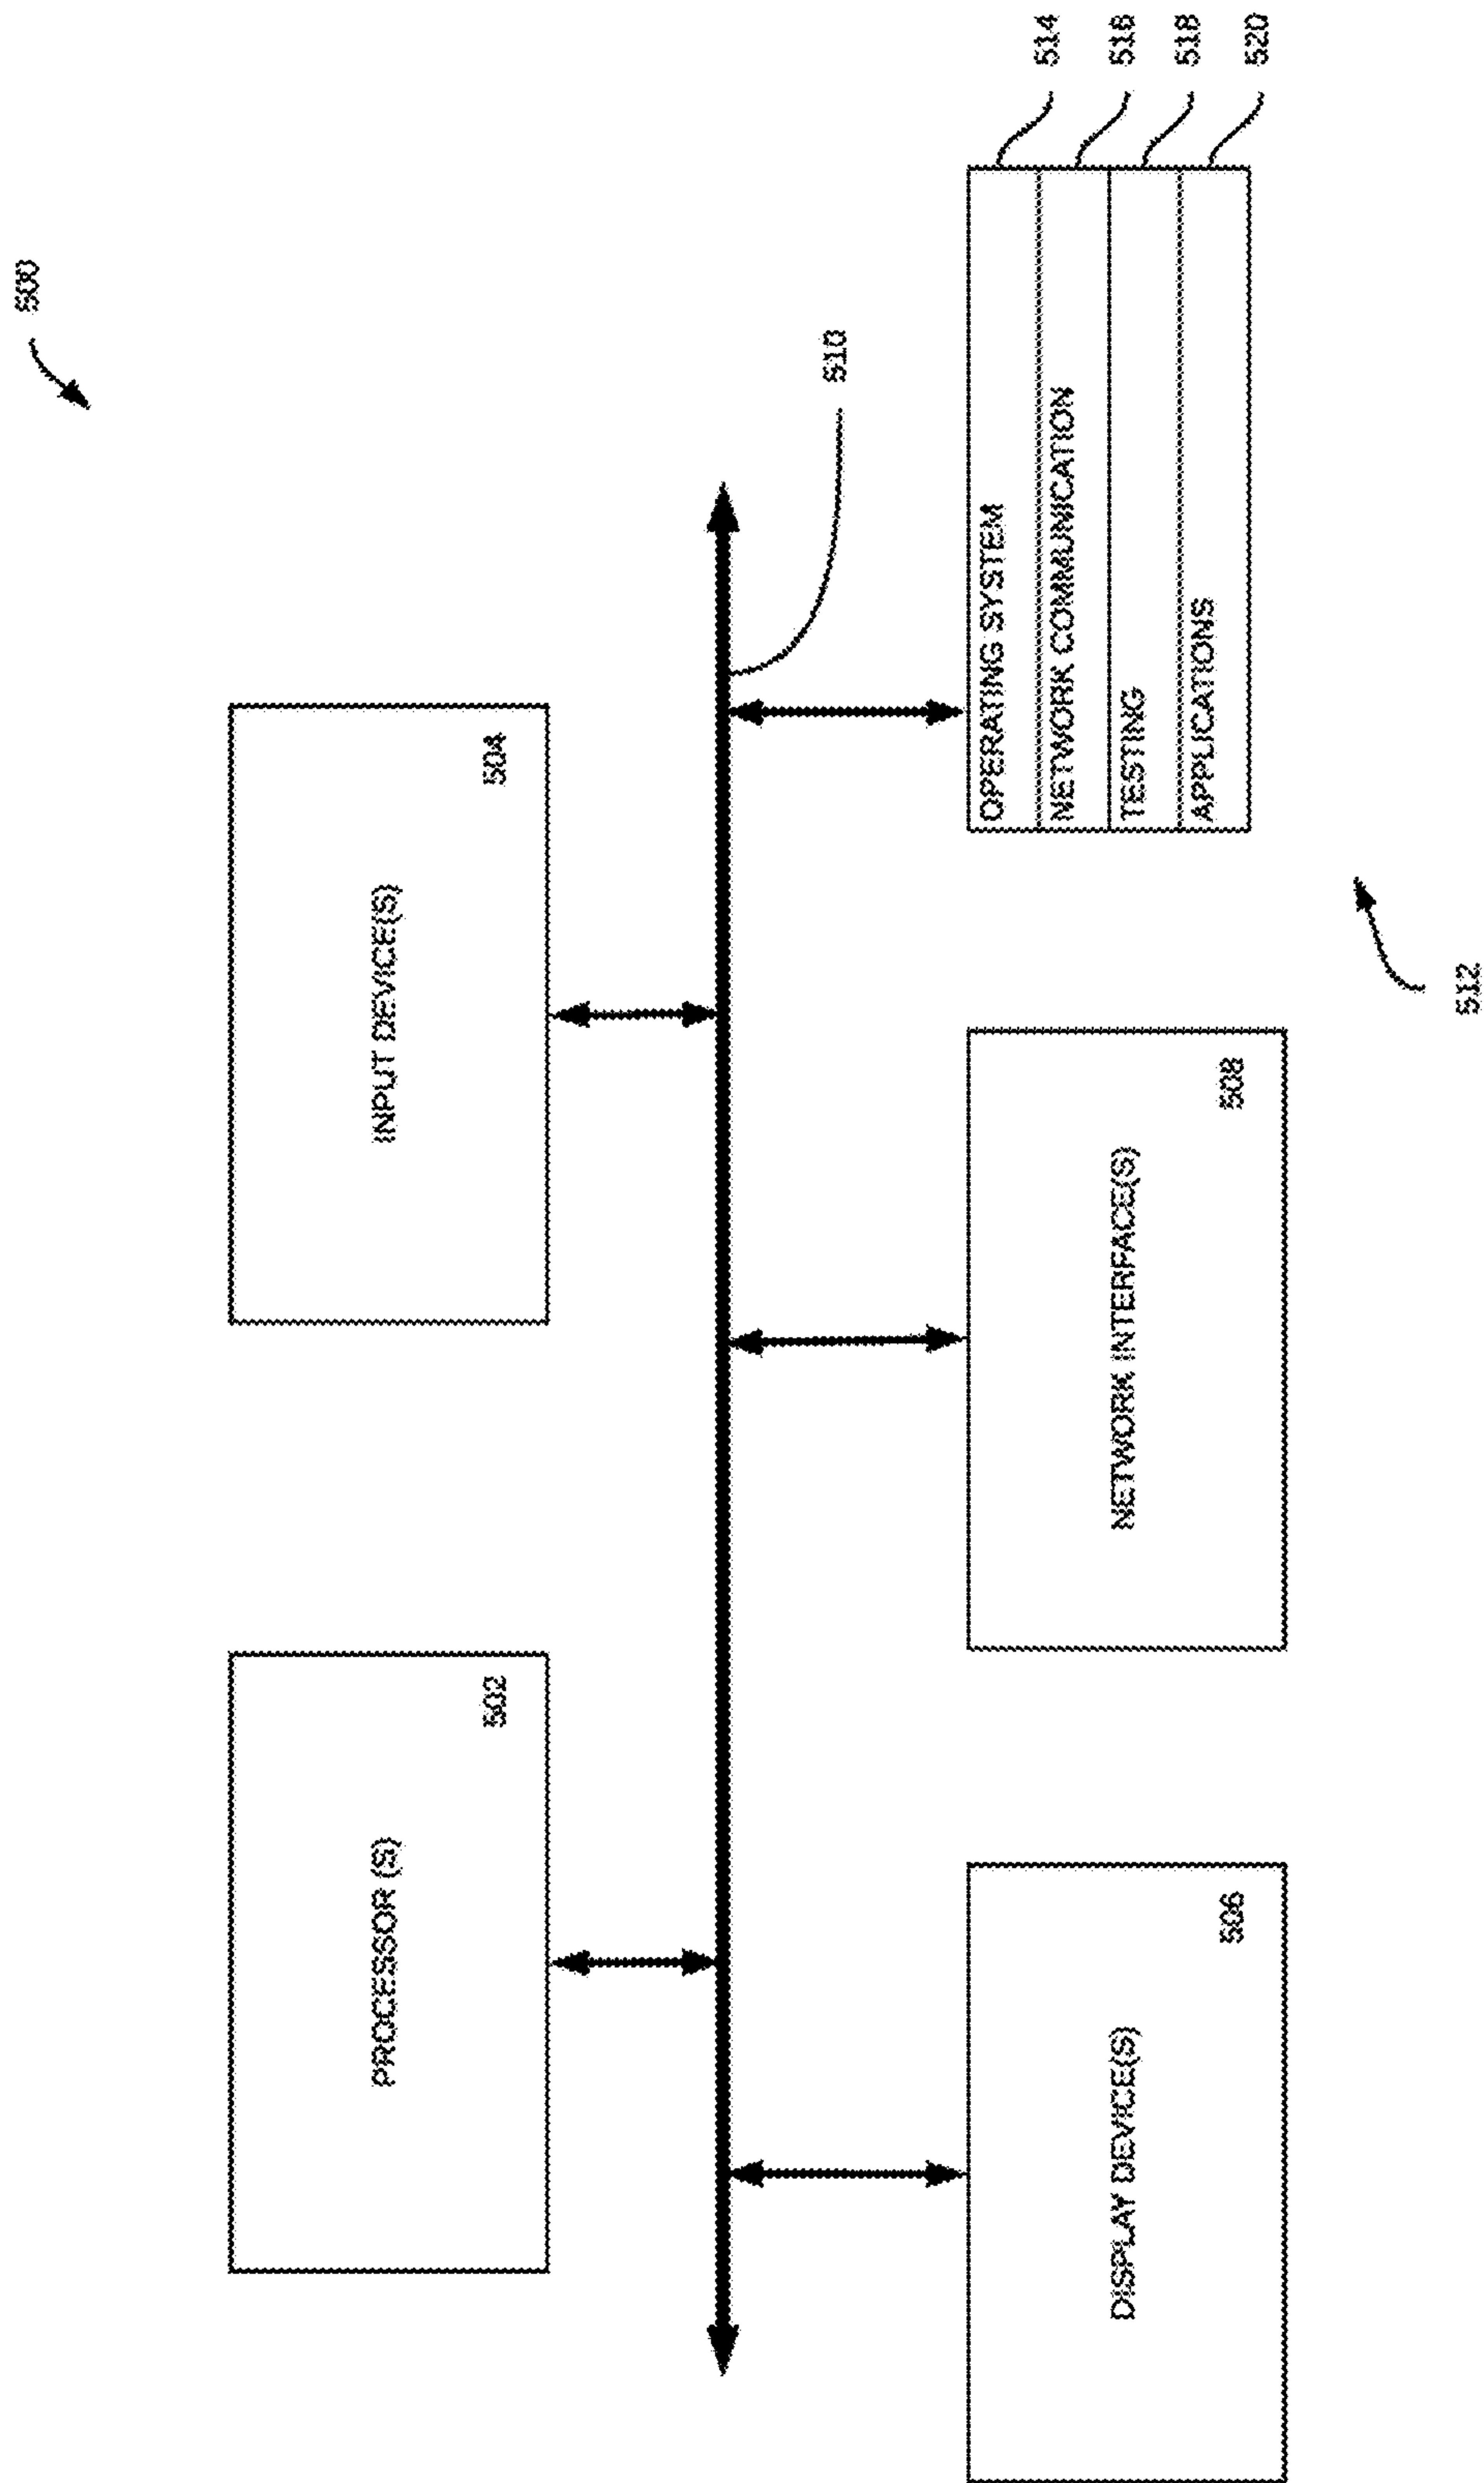 500
PROCESSOR (S)
502
INPUT DEVICE(S)
504
510
DISPLAY DEVICE(S)
506
NETWORK INTERFACE(S)
508
OPERATING SYSTEM
514
NETWORK COMMUNICATION
516
TESTING
518
APPLICATIONS
520
512